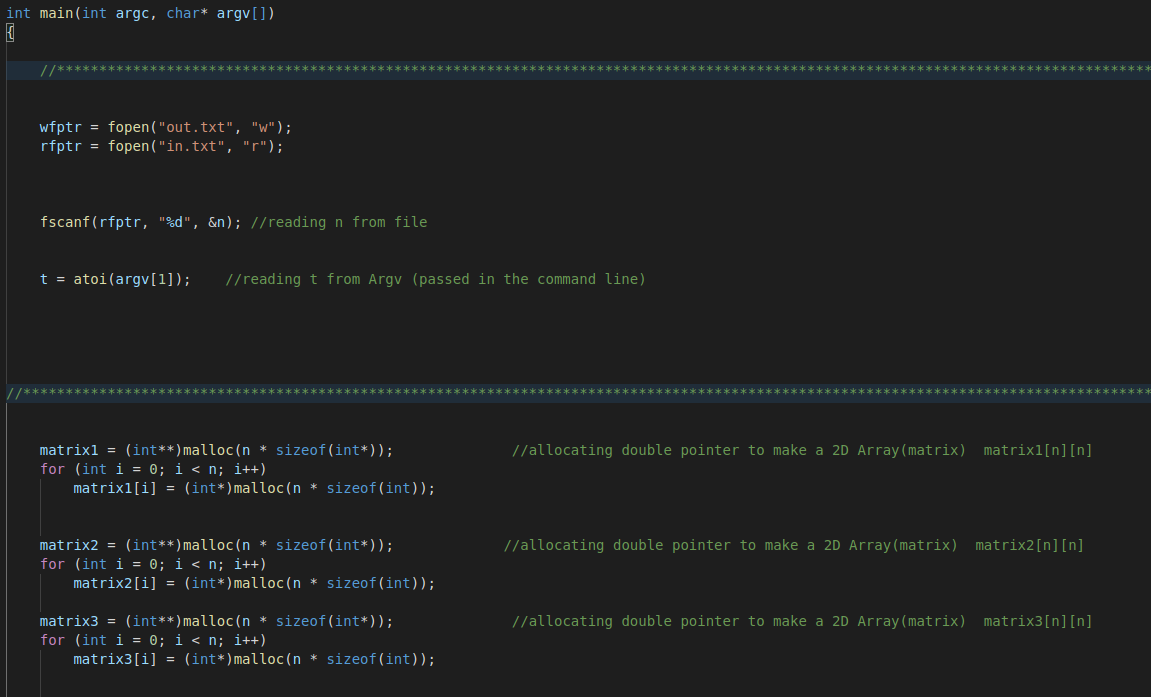 int main(int argc, char* argv[])
{
//**********************************************************************************************************************************
wfptr = fopen("out.txt", "w");
rfptr = fopen("in.txt", "r");
fscanf(rfptr, "%d", &n); //reading n from file
t = atoi(argv[1]);    //reading t from Argv (passed in the command line)
//**************************************************************************************************************************************
matrix1 = (int**)malloc(n * sizeof(int*));              //allocating double pointer to make a 2D Array(matrix)  matrix1[n][n]
for (int i = 0; i < n; i++)
matrix1[i] = (int*)malloc(n * sizeof(int));
matrix2 = (int**)malloc(n * sizeof(int*));             //allocating double pointer to make a 2D Array(matrix)  matrix2[n][n]
for (int i = 0; i < n; i++)
matrix2[i] = (int*)malloc(n * sizeof(int));
matrix3 = (int**)malloc(n * sizeof(int*));              //allocating double pointer to make a 2D Array(matrix)  matrix3[n][n]
for (int i = 0; i < n; i++)
matrix3[i] = (int*)malloc(n * sizeof(int));